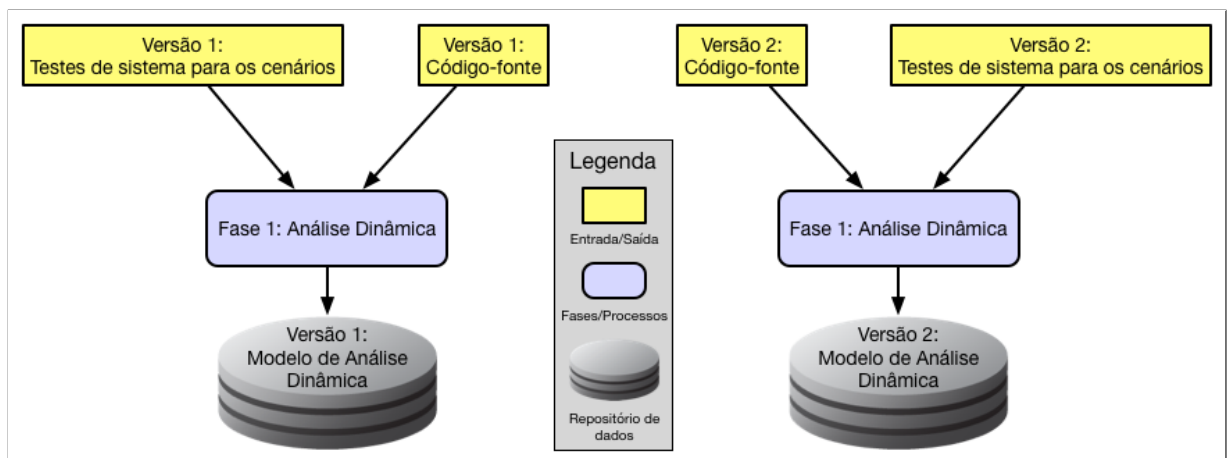 Versão 1:
Testes de sistema para os cenários
Versão 1:
Código-fonte
Versão 2:
Código-fonte
Versão 2:
Testes de sistema para os cenários
Legenda
Entrada/Saída
Fases/Processos
Repositório de
dados
Fase 1: Análise Dinâmica
Fase 1: Análise Dinâmica
Versão 1:
Modelo de Análise
Dinâmica
Versão 2:
Modelo de Análise
Dinâmica